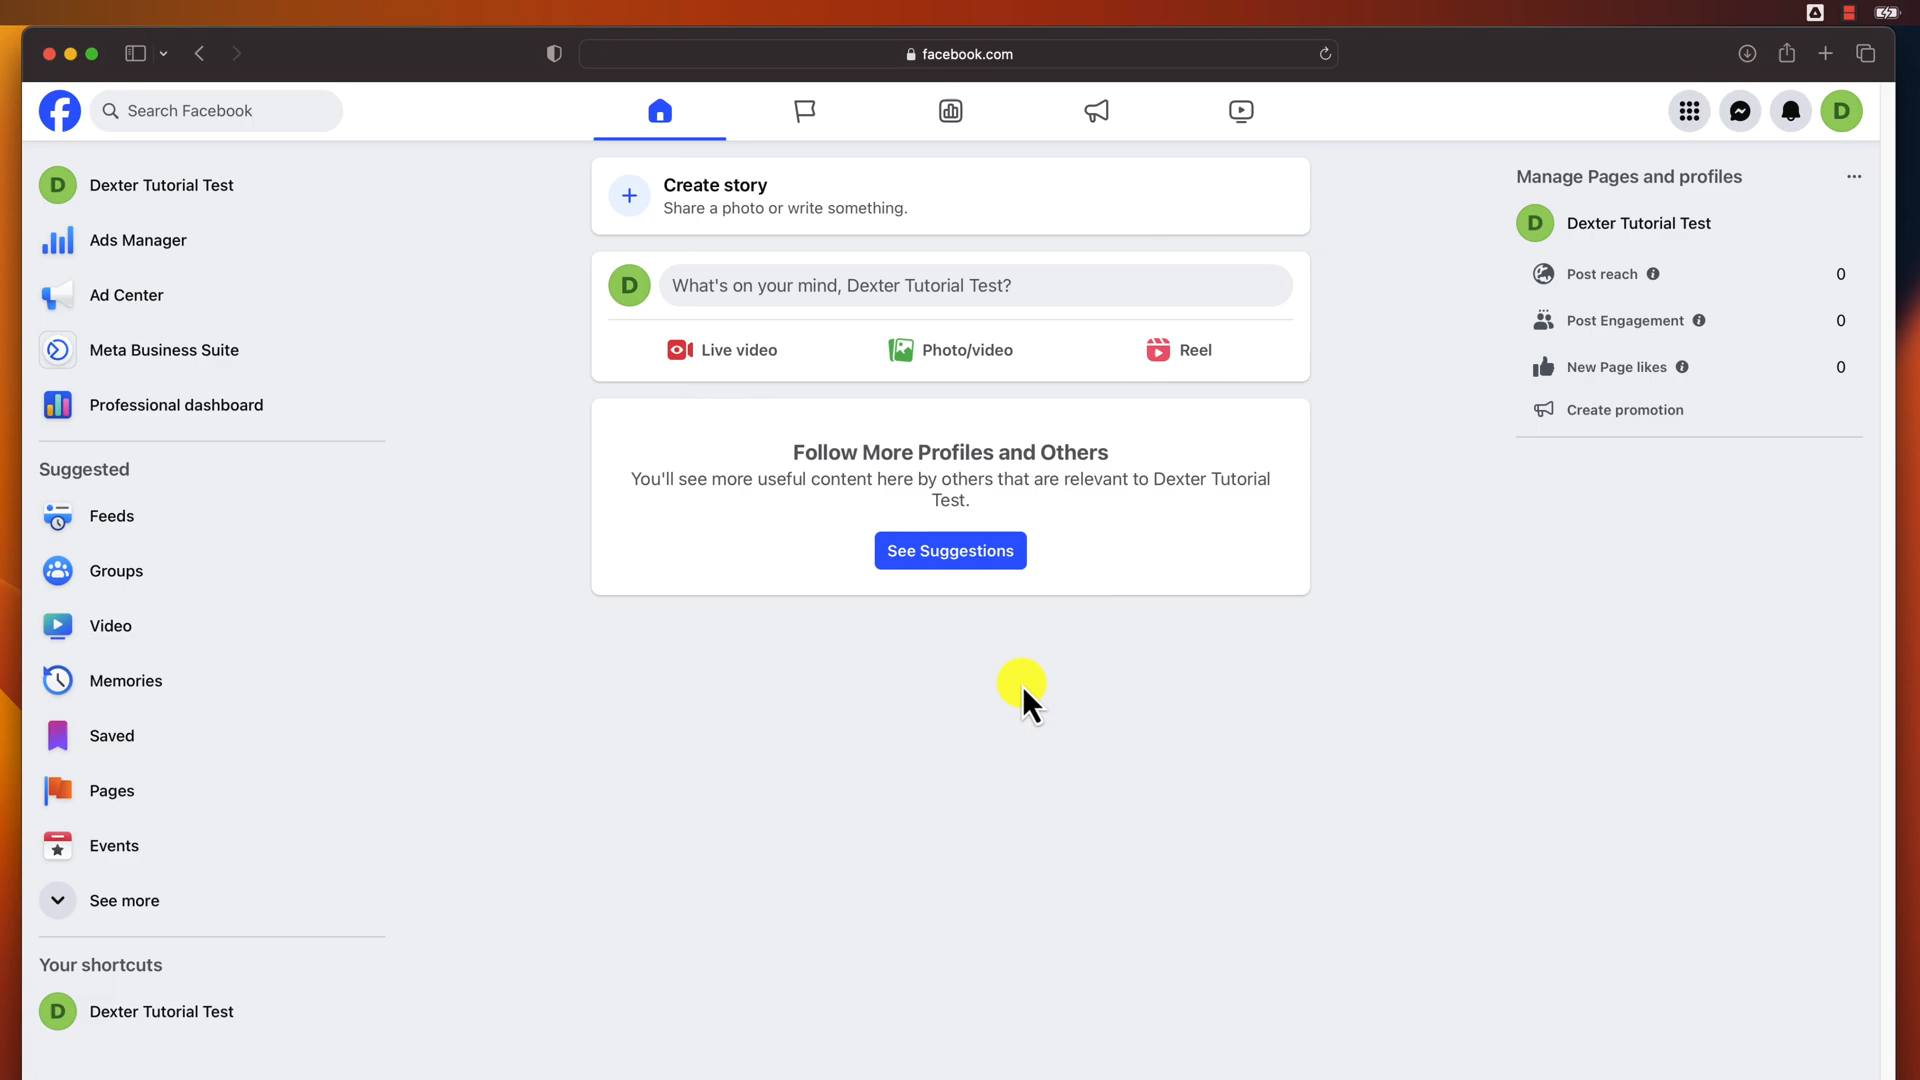 facebook.com
Search Facebook
D
Dexter Tutorial Test
Ads Manager
Ad Center
Meta Business Suite
Professional dashboard
Suggested
Feeds
Groups
Video
Memories
Saved
Pages
Events
See more
Your shortcuts
D
Dexter Tutorial Test
Create story
Share a photo or write something.
D
What's on your mind, Dexter Tutorial Test?
Live video
Photo/video
Reel
Follow More Profiles and Others
You'll see more useful content here by others that are relevant to Dexter Tutorial
Test.
See Suggestions
D
Manage Pages and profiles
D
Dexter Tutorial Test
Post reach 0
Post Engagement 0
New Page likes 0
Create promotion